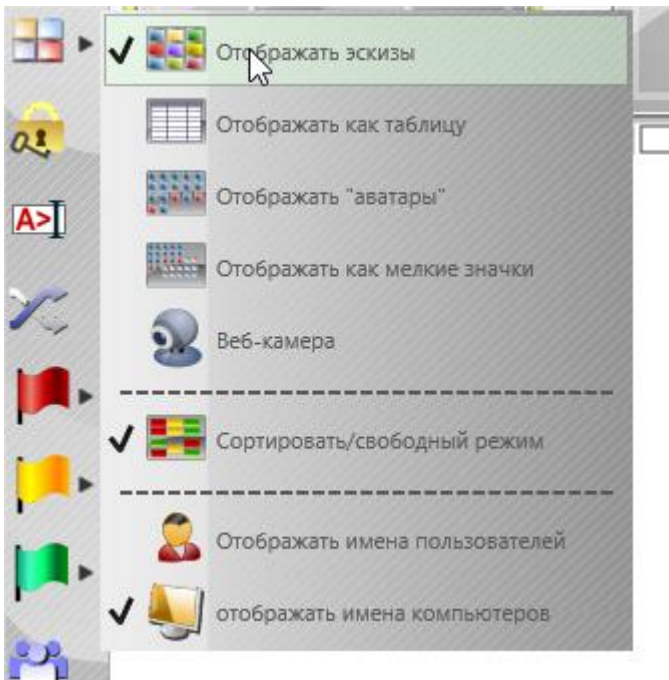 Отображать эскизы
Отображать как таблицу
A>
Отображать "аватары"
Отображать как мелкие значки
Веб-камера
Сортировать/свободный режим
Отображать имена пользователей
отображать имена компьютеров